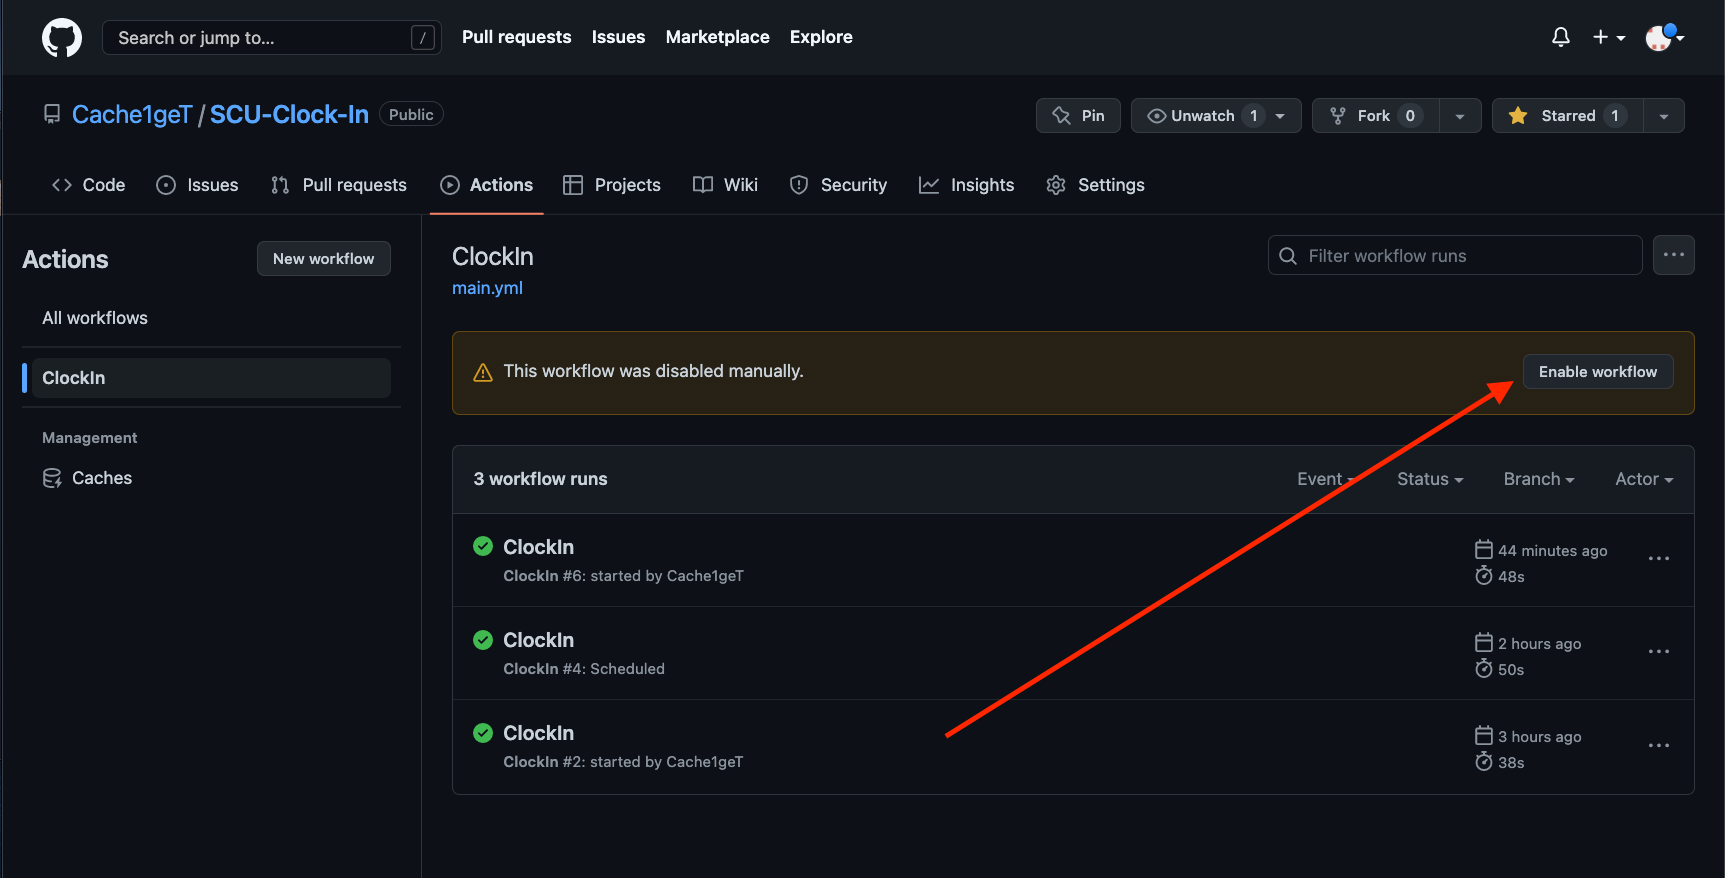 Search or jump to... /
Pull requests Issues Marketplace Explore
Cache1geT / SCU-Clock-In Public
Pin Unwatch 1 Fork 0 Starred 1
Code Issues Pull requests Actions Projects Wiki Security Insights Settings
Actions New workflow
All workflows
ClockIn
Management
Caches
ClockIn
main.yml
Filter workflow runs
This workflow was disabled manually. Enable workflow
3 workflow runs Event Status Branch Actor
ClockIn
ClockIn #6: started by Cache1geT
44 minutes ago
48s
ClockIn
ClockIn #4: Scheduled
2 hours ago
50s
ClockIn
ClockIn #2: started by Cache1geT
3 hours ago
38s